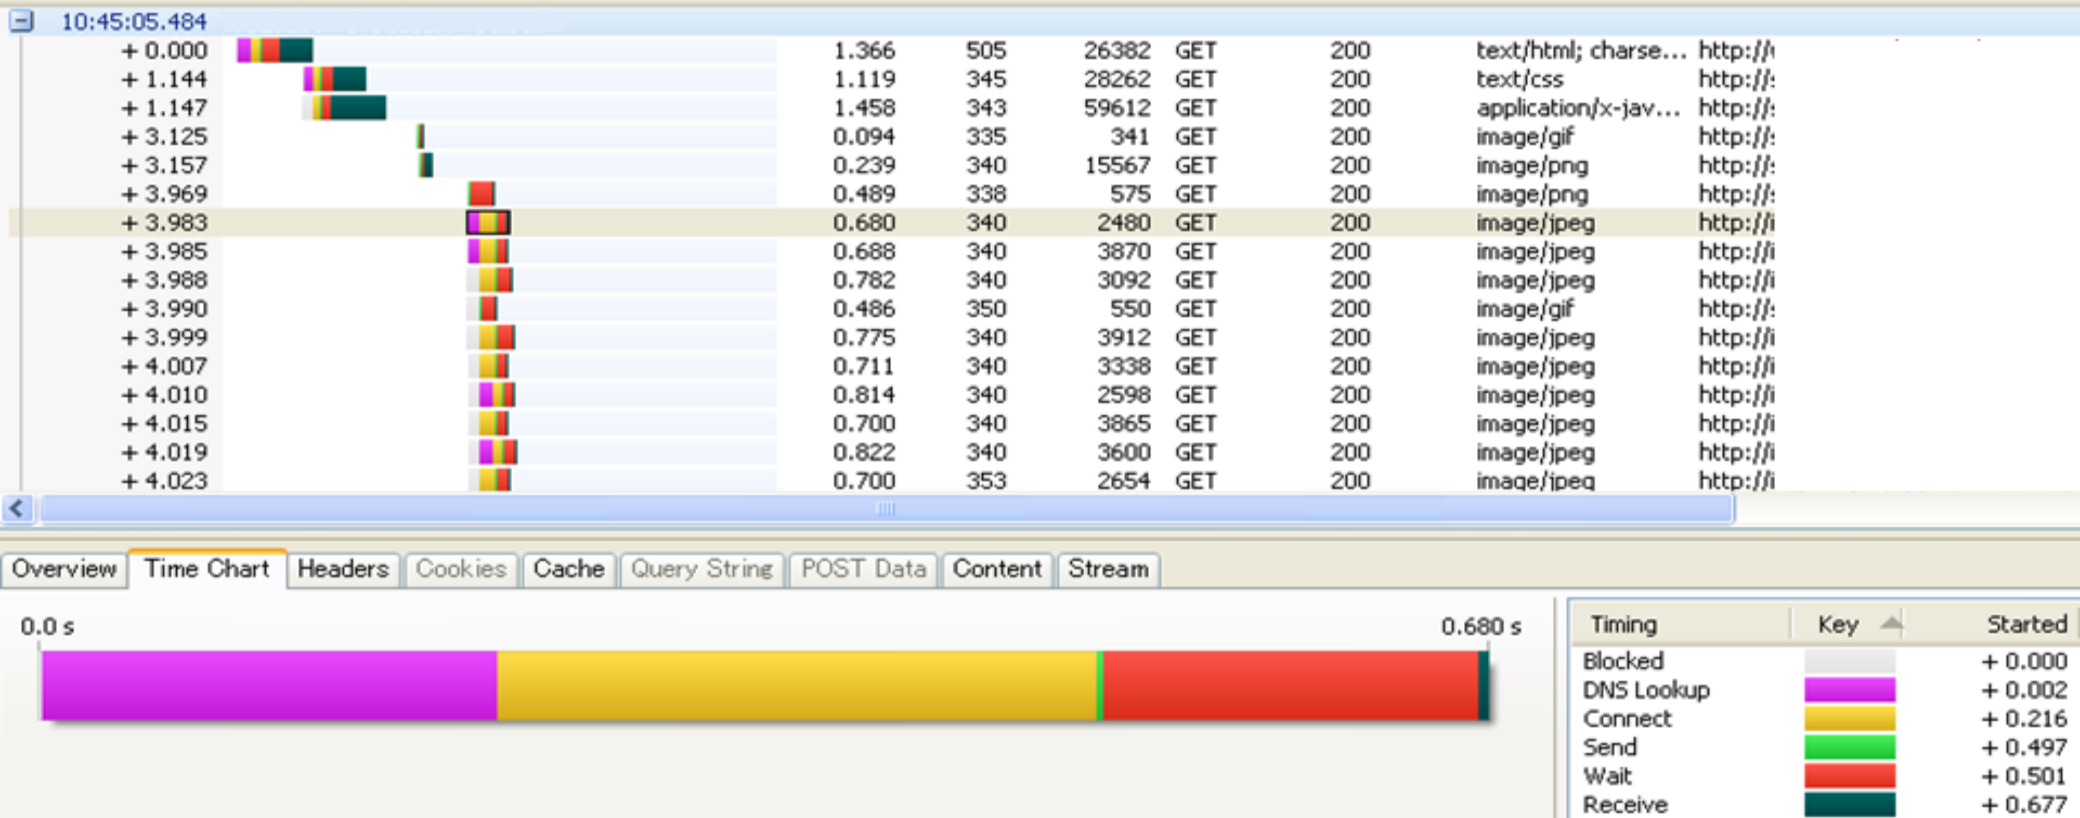 10:45:05.484
+ 0.000 1.366 505 26382 GET 200 text/html; charse... http://
+ 1.144 1.119 345 28262 GET 200 text/css http://s
+ 1.147 1.458 343 59612 GET 200 application/x-jav... http://s
+ 3.125 0.094 335 341 GET 200 image/gif http://s
+ 3.157 0.239 340 15567 GET 200 image/png http://s
+ 3.969 0.489 338 575 GET 200 image/png http://s
+ 3.983 0.680 340 2480 GET 200 image/jpeg http://i
+ 3.985 0.688 340 3870 GET 200 image/jpeg http://i
+ 3.988 0.782 340 3092 GET 200 image/jpeg http://i
+ 3.990 0.486 350 550 GET 200 image/gif http://s
+ 3.999 0.775 340 3912 GET 200 image/jpeg http://i
+ 4.007 0.711 340 3338 GET 200 image/jpeg http://i
+ 4.010 0.814 340 2598 GET 200 image/jpeg http://i
+ 4.015 0.700 340 3865 GET 200 image/jpeg http://i
+ 4.019 0.822 340 3600 GET 200 image/jpeg http://i
+ 4.023 0.700 353 2654 GET 200 image/jpeg http://i
Overview Time Chart Headers Cookies Cache Query String POST Data Content Stream
0.0 s 0.680 s
Timing Key Started
Blocked + 0.000
DNS Lookup + 0.002
Connect + 0.216
Send + 0.497
Wait + 0.501
Receive + 0.677